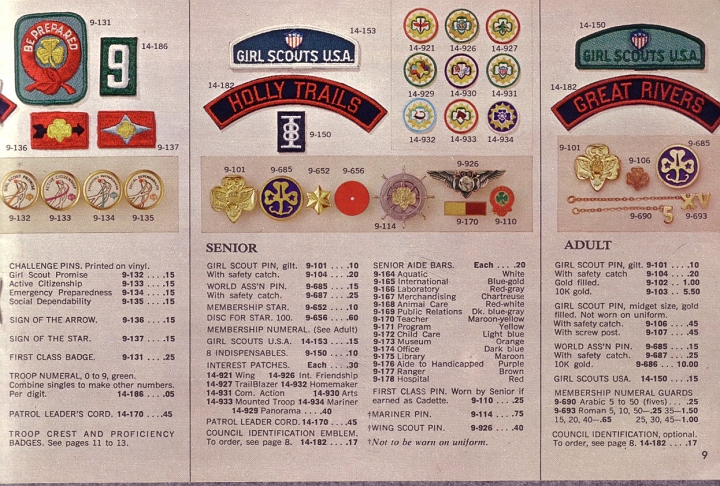 9-131
BE PREPARED
14-186
9
9-136
9-137
9-132
9-133
9-134
9-135
CHALLENGE PINS. Printed on vinyl.
Girl Scout Promise 9-132 ....15
Active Citizenship 9-133 ....15
Emergency Preparedness 9-134 ....15
Social Dependability 9-135 ....15
SIGN OF THE ARROW. 9-136 ....15
SIGN OF THE STAR. 9-137 ....15
FIRST CLASS BADGE. 9-131 ....25
TROOP NUMERAL, 0 to 9, green.
Combine singles to make other numbers.
Per digit. 14-186 ...05
PATROL LEADER'S CORD. 14-170 ....45
TROOP CREST AND PROFICIENCY
BADGES. See pages 11 to 13.
14-153
GIRL SCOUTS U.S.A.
14-182
HOLLY TRAILS
9-150
14-921 14-926 14-927
14-929 14-930 14-931
14-932 14-933 14-934
9-101
9-685
9-652
9-656
9-114
9-926
9-170
9-110
SENIOR
GIRL SCOUT PIN, gilt. 9-101 ....10
With safety catch. 9-104 ....20
WORLD ASS'N PIN. 9-685 ....15
With safety catch. 9-687 ....25
MEMBERSHIP STAR. 9-652 ....10
DISC FOR STAR. 100. 9-656 ....60
MEMBERSHIP NUMERAL. (See Adult)
GIRL SCOUTS U.S.A. 14-153 ....15
8 INDISPENSABLES. 9-150 ....10
INTEREST PATCHES. Each ....30
14-921 Wing 14-926 Int. Friendship
14-927 TrailBlazer 14-932 Homemaker
14-931 Com. Action 14-930 Arts
14-933 Mounted Troop 14-934 Mariner
14-929 Panorama ....40
PATROL LEADER CORD. 14-170 ....45
COUNCIL IDENTIFICATION EMBLEM.
To order, see page 8. 14-182 ....17
SENIOR AIDE BARS. Each ....20
9-164 Aquatic White
9-165 International Blue-gold
9-166 Laboratory Red-gray
9-167 Merchandising Chartreuse
9-168 Animal Care Red-white
9-169 Public Relations Dk. blue-gray
9-170 Teacher Maroon-yellow
9-171 Program Yellow
9-172 Child Care Light blue
9-173 Museum Orange
9-174 Office Dark blue
9-175 Library Maroon
9-176 Aide to Handicapped Purple
9-177 Ranger Brown
9-178 Hospital Red
FIRST CLASS PIN. Worn by Senior if
earned as Cadette. 9-110 ....25
†MARINER PIN. 9-114 ....75
†WING SCOUT PIN. 9-926 ....40
†Not to be worn on uniform.
14-150
GIRL SCOUTS U.S.A.
14-182
GREAT RIVERS
9-101
9-106
9-685
9-690
5
XV
9-693
ADULT
GIRL SCOUT PIN, gilt. 9-101 ....10
With safety catch 9-104 ....20
Gold filled. 9-102 ..1.00
10K gold. 9-103 ..5.50
GIRL SCOUT PIN, midget size, gold
filled. Not worn on uniform.
With safety catch. 9-106 ....45
With screw post. 9-107 ....45
WORLD ASS'N PIN. 9-685 ....15
With safety catch. 9-687 ....25
10K gold. 9-686 ...10.00
GIRL SCOUTS USA. 14-150 ....15
MEMBERSHIP NUMERAL GUARDS
9-690 Arabic 5 to 50 (fives)... .25
9-693 Roman 5, 10, 50—.25 35—1.50
15, 20, 40—.65 25, 30, 45—1.00
COUNCIL IDENTIFICATION, optional.
To order, see page 8. 14-182 ....17
9